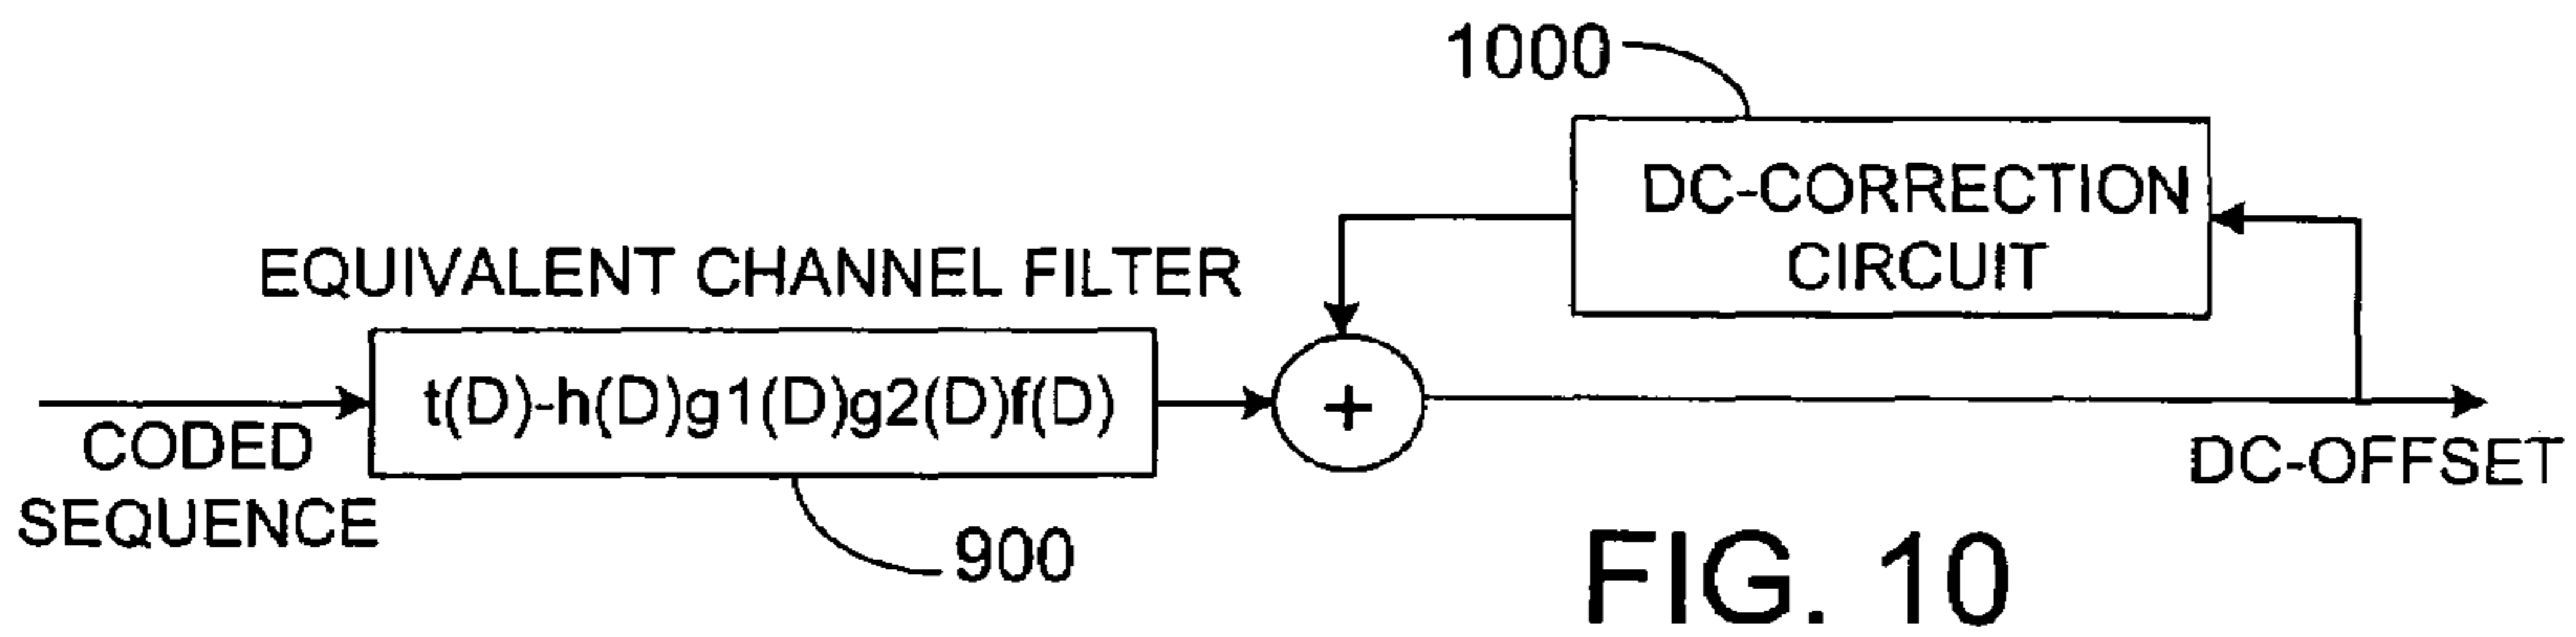 1000
DC-CORRECTION
CIRCUIT
EQUIVALENT CHANNEL FILTER
t(D)-h(D)g1(D)g2(D)f(D)
+
CODED
SEQUENCE
DC-OFFSET
900
FIG. 10